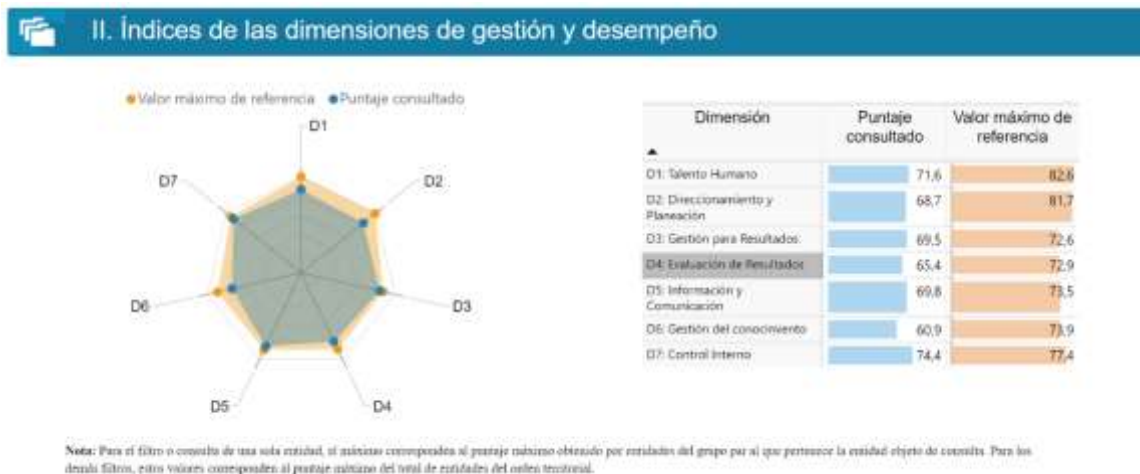 II. Índices de las dimensiones de gestión y desempeño
Valor máximo de referencia Puntaje consultado
D1
D2
D3
D4
D5
D6
D7
Dimensión Puntaje consultado Valor máximo de referencia
D1: Talento Humano 71,6 82,6
D2: Direccionamiento y Planeación 68,7 81,7
D3: Gestión para Resultados 69,5 72,6
D4: Evaluación de Resultados 65,4 72,9
D5: Información y Comunicación 69,8 73,5
D6: Gestión del conocimiento 60,9 73,9
D7: Control Interno 74,4 77,4
Nota: Para el filtro o consulta de una sola entidad, el máximo corresponden al puntaje máximo obtenido por entidades del grupo par al que pertenece la entidad objeto de consulta. Para los
demás filtros, estos valores corresponden al puntaje máximo del total de entidades del orden territorial.